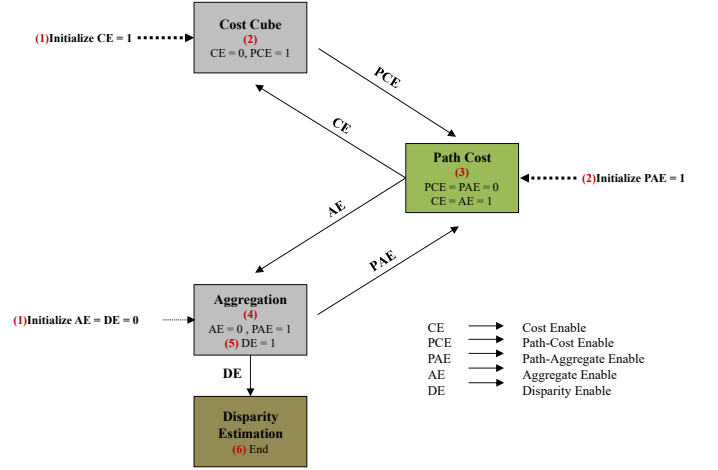 Cost Cube
(2)
CE = 0, PCE = 1
(1)Initialize CE = 1
PCE
CE
Path Cost
(3)
PCE = PAE = 0
CE = AE = 1
(2)Initialize PAE = 1
AE
PAE
Aggregation
(4)
AE = 0 , PAE = 1
(5) DE = 1
(1)Initialize AE = DE = 0
DE
Disparity
Estimation
(6) End
CE Cost Enable
PCE Path-Cost Enable
PAE Path-Aggregate Enable
AE Aggregate Enable
DE Disparity Enable